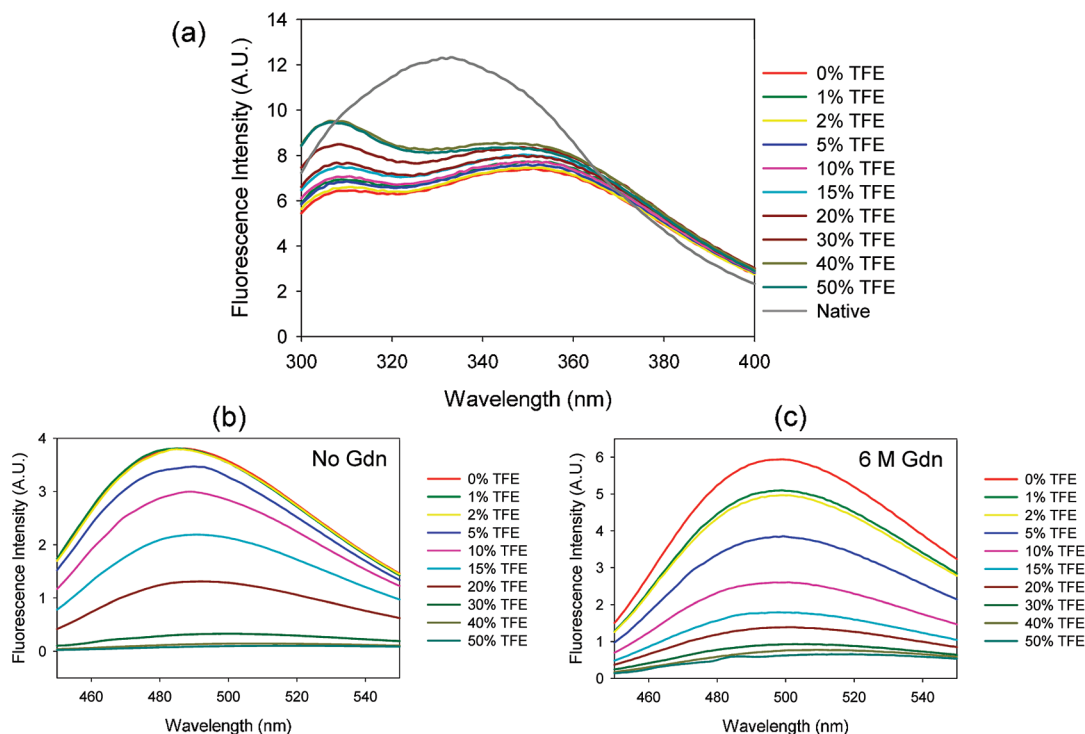 (a)
Fluorescence Intensity (A.U.)
14
12
10
8
6
4
2
0
300
320
340
360
380
400
Wavelength (nm)
0% TFE
1% TFE
2% TFE
5% TFE
10% TFE
15% TFE
20% TFE
30% TFE
40% TFE
50% TFE
Native
(b)
No Gdn
Fluorescence Intensity (A.U.)
4
3
2
1
0
460
480
500
520
540
Wavelength (nm)
0% TFE
1% TFE
2% TFE
5% TFE
10% TFE
15% TFE
20% TFE
30% TFE
40% TFE
50% TFE
(c)
6 M Gdn
Fluorescence Intensity (A.U.)
6
5
4
3
2
1
0
460
480
500
520
540
Wavelength (nm)
0% TFE
1% TFE
2% TFE
5% TFE
10% TFE
15% TFE
20% TFE
30% TFE
40% TFE
50% TFE